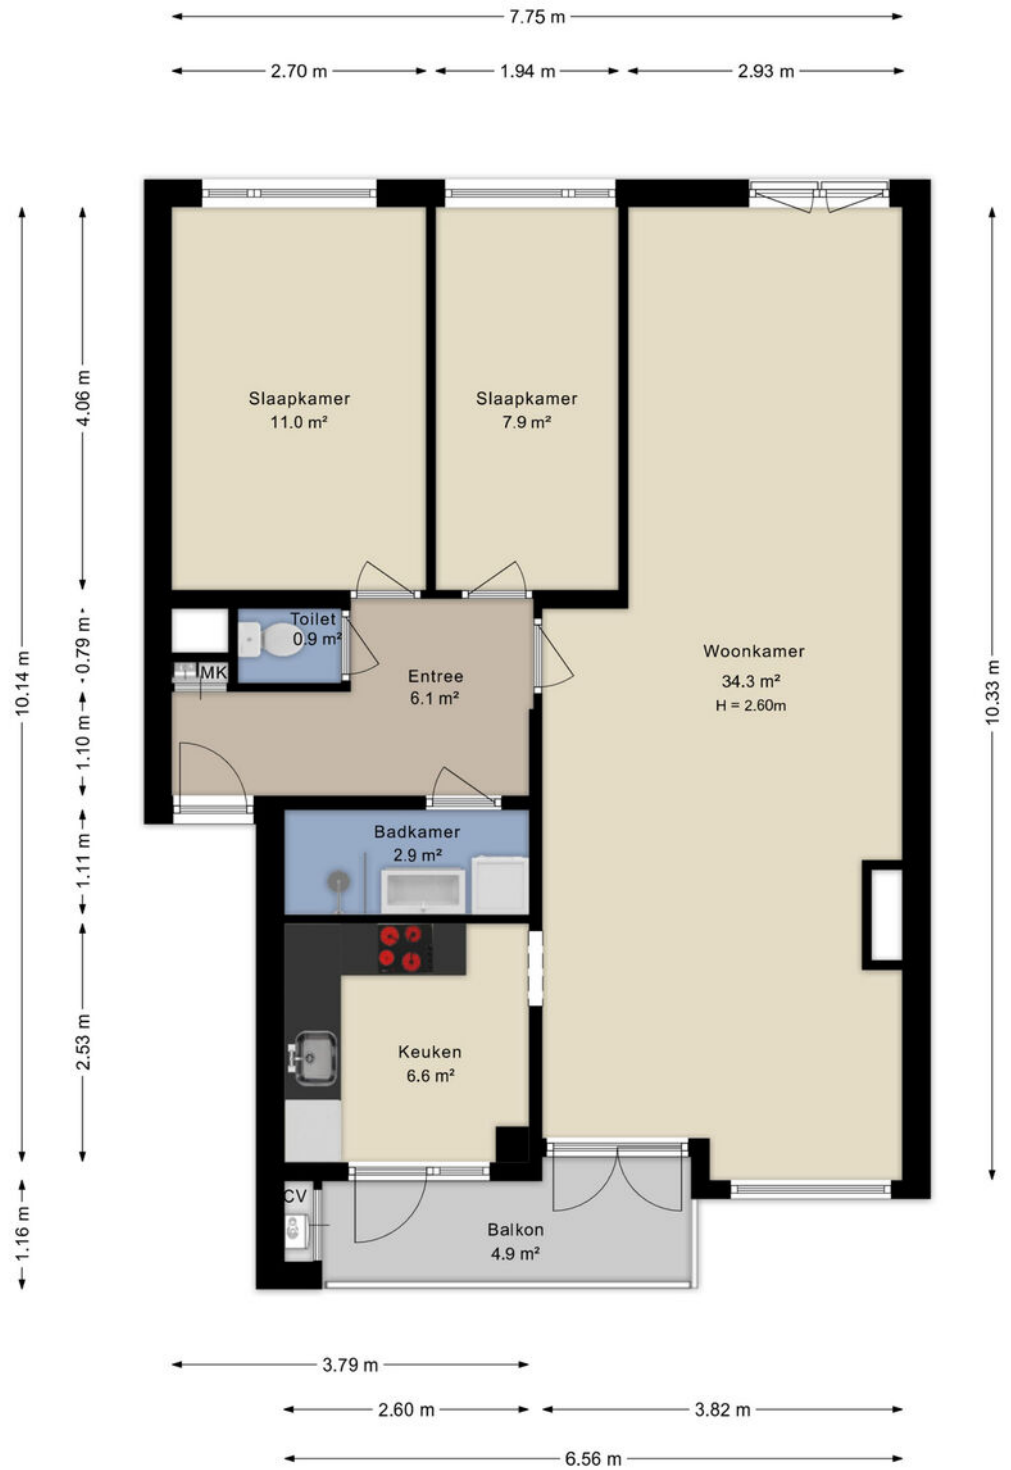 7.75 m
2.70 m
1.94 m
2.93 m
4.06 m
Slaapkamer
11.0 m²
Slaapkamer
7.9 m²
Toilet
0.9 m²
MK
Entree
6.1 m²
Woonkamer
34.3 m²
H = 2.60m
10.14 m
0.79 m
1.10 m
10.33 m
Badkamer
2.9 m²
1.11 m
Keuken
6.6 m²
2.53 m
CV
Balkon
4.9 m²
1.16 m
3.79 m
2.60 m
3.82 m
6.56 m